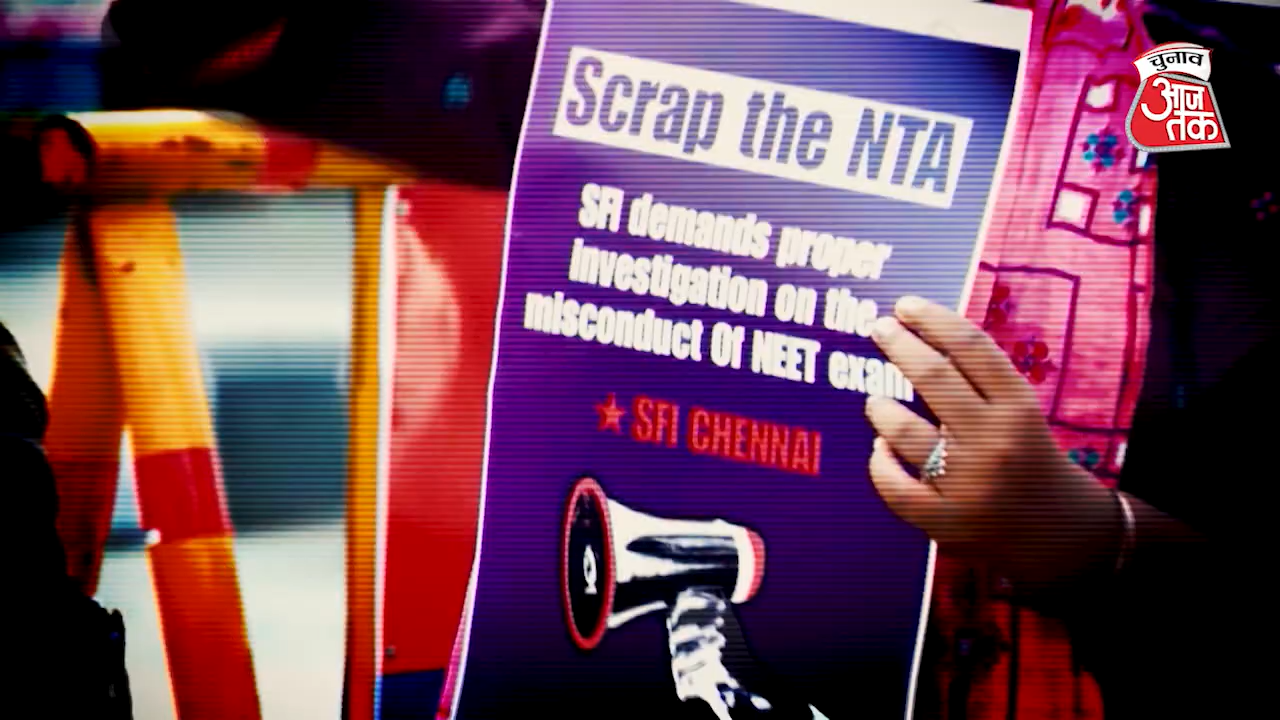 Scrap the NTA
SFI demands proper
investigation on the
misconduct Of NEET exam
★ SFI CHENNAI
चुनाव
आज
तक